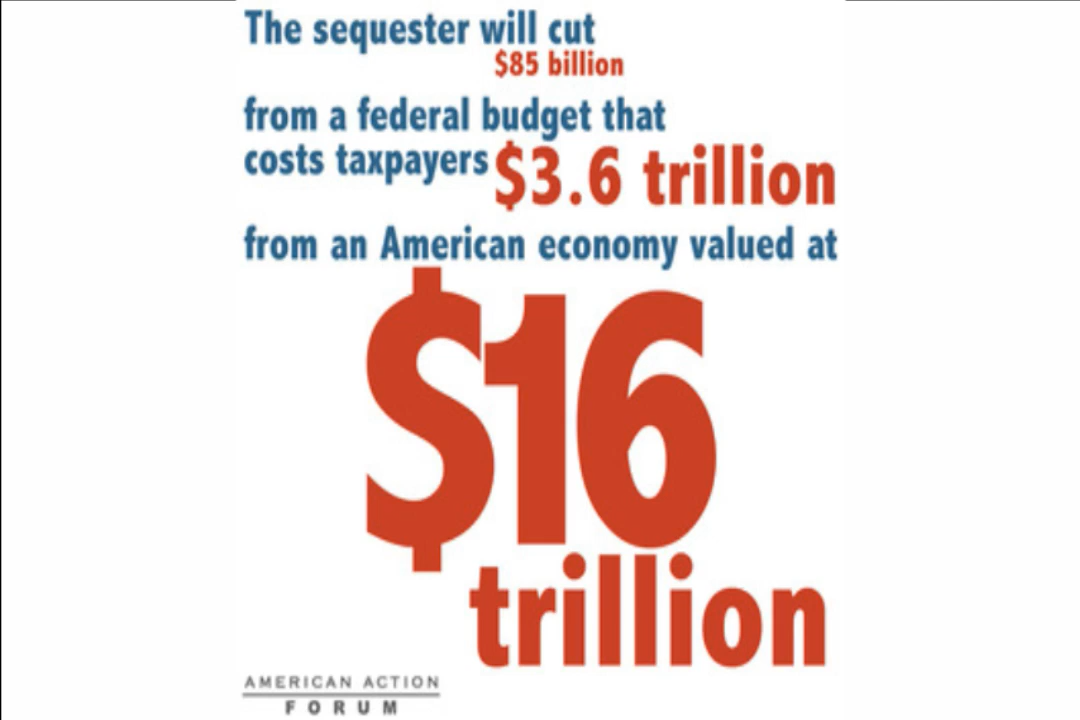 The sequester will cut
$85 billion
from a federal budget that
costs taxpayers $3.6 trillion
from an American economy valued at
$16
trillion
AMERICAN ACTION
FORUM